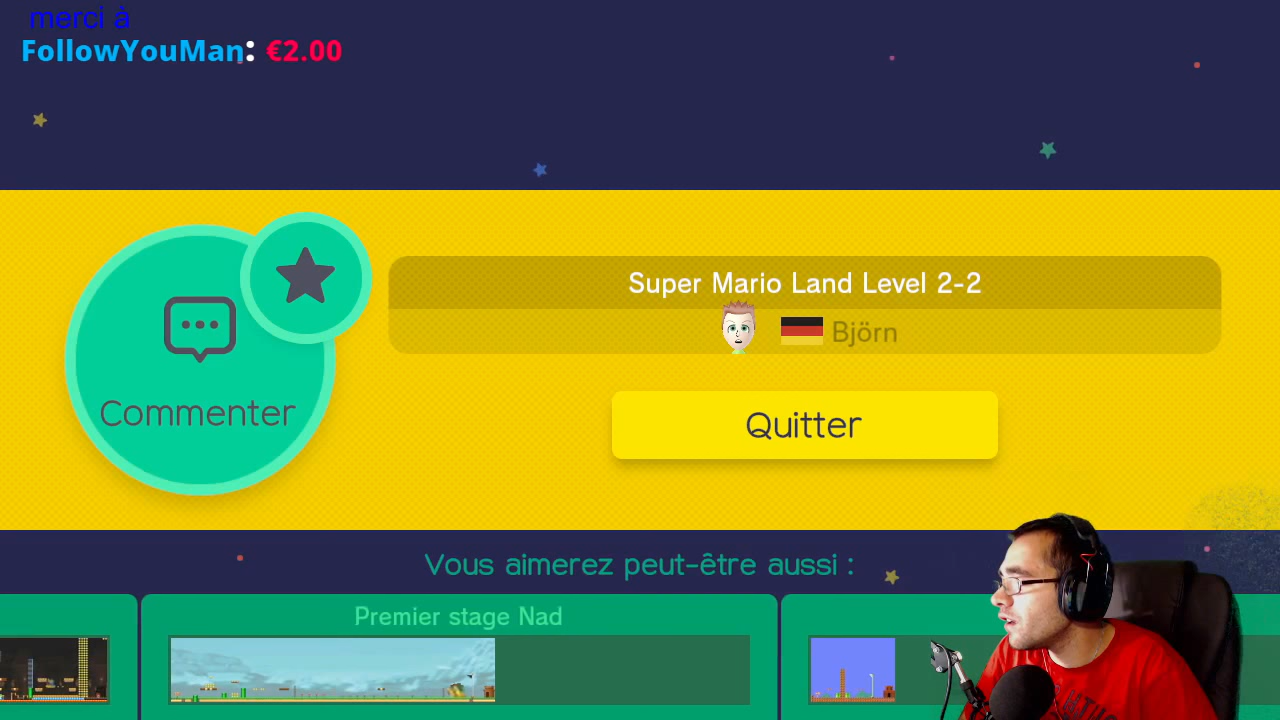 merci à
FollowYouMan: €2.00
Super Mario Land Level 2-2
Björn
Commenter
Quitter
Vous aimerez peut-être aussi :
Premier stage Nad